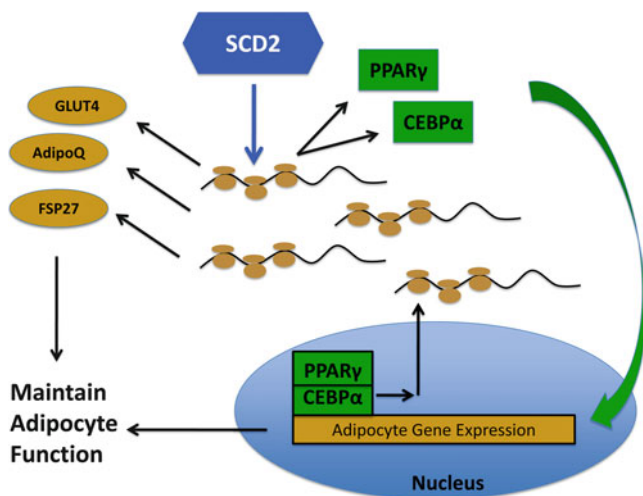 SCD2
PPARγ
CEBPα
GLUT4
AdipoQ
FSP27
PPARγ
CEBPα
Adipocyte Gene Expression
Nucleus
Maintain
Adipocyte
Function